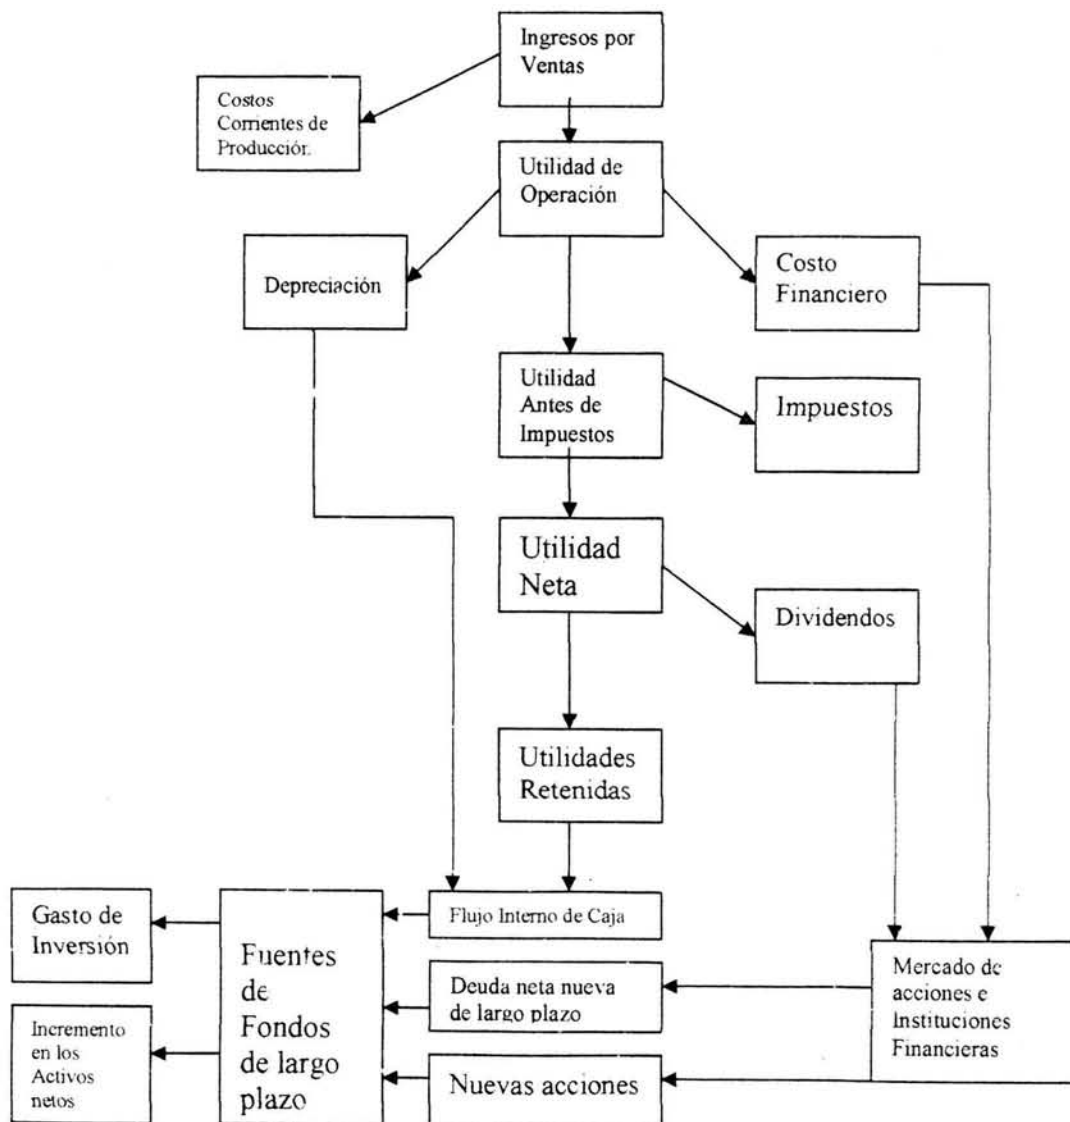 Ingresos por
Ventas
Costos
Corrientes de
Producción.
Utilidad de
Operación
Depreciación
Costo
Financiero
Utilidad
Antes de
Impuestos
Impuestos
Utilidad
Neta
Dividendos
Utilidades
Retenidas
Gasto de
Inversión
Incremento
en los
Activos
netos
Fuentes
de
Fondos
de largo
plazo
Flujo Interno de Caja
Deuda neta nueva
de largo plazo
Nuevas acciones
Mercado de
acciones e
Instituciones
Financieras